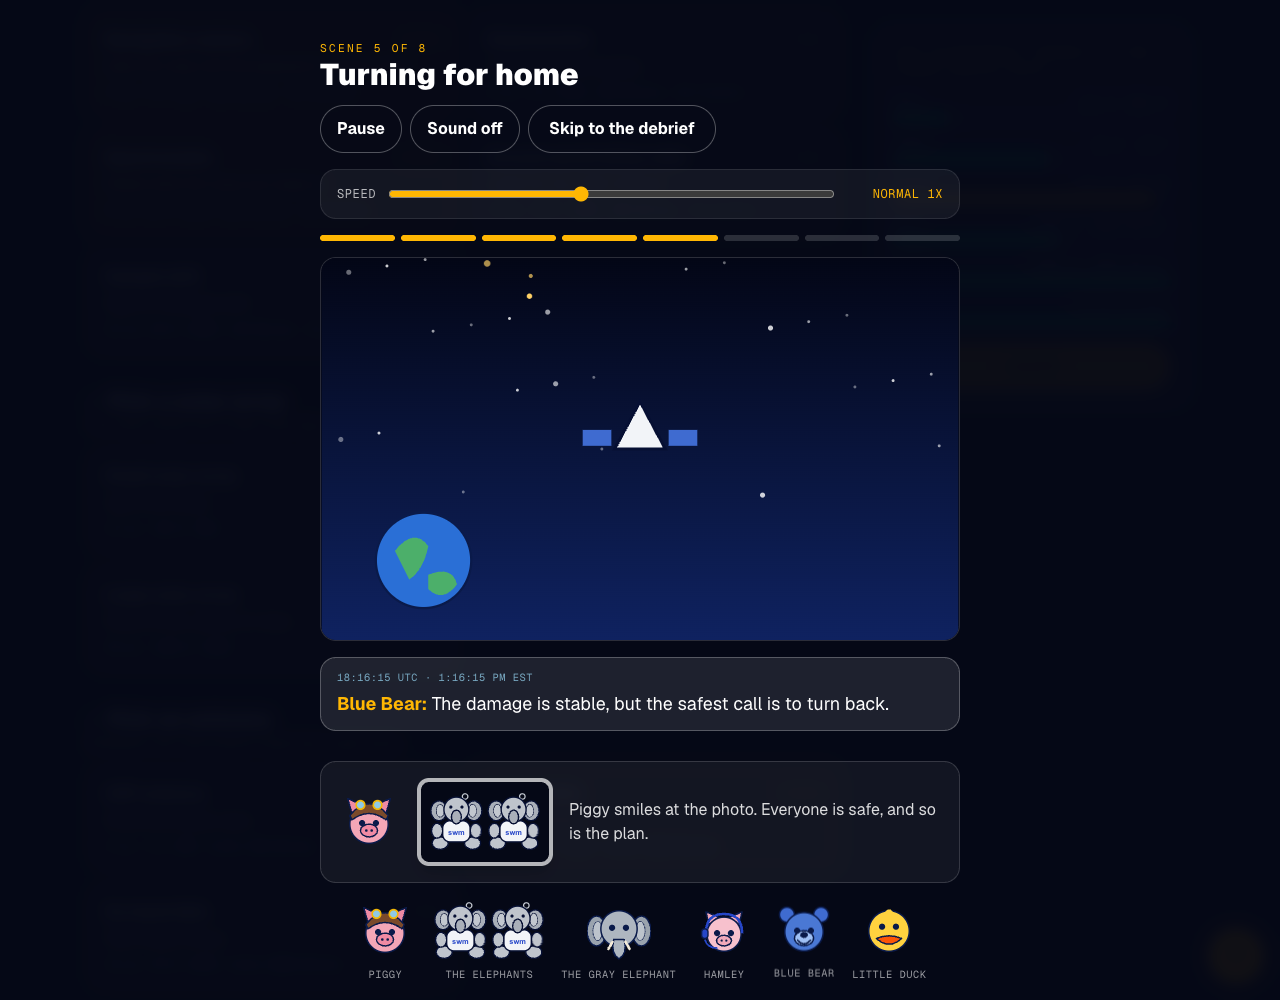 SCENE 5 OF 8
Turning for home
Pause
Sound off
Skip to the debrief
SPEED
NORMAL 1X
18:16:15 UTC · 1:16:15 PM EST
Blue Bear: The damage is stable, but the safest call is to turn back.
swm
swm
Piggy smiles at the photo. Everyone is safe, and so
is the plan.
swm
swm
PIGGY
THE ELEPHANTS
THE GRAY ELEPHANT
HAMLEY
BLUE BEAR
LITTLE DUCK